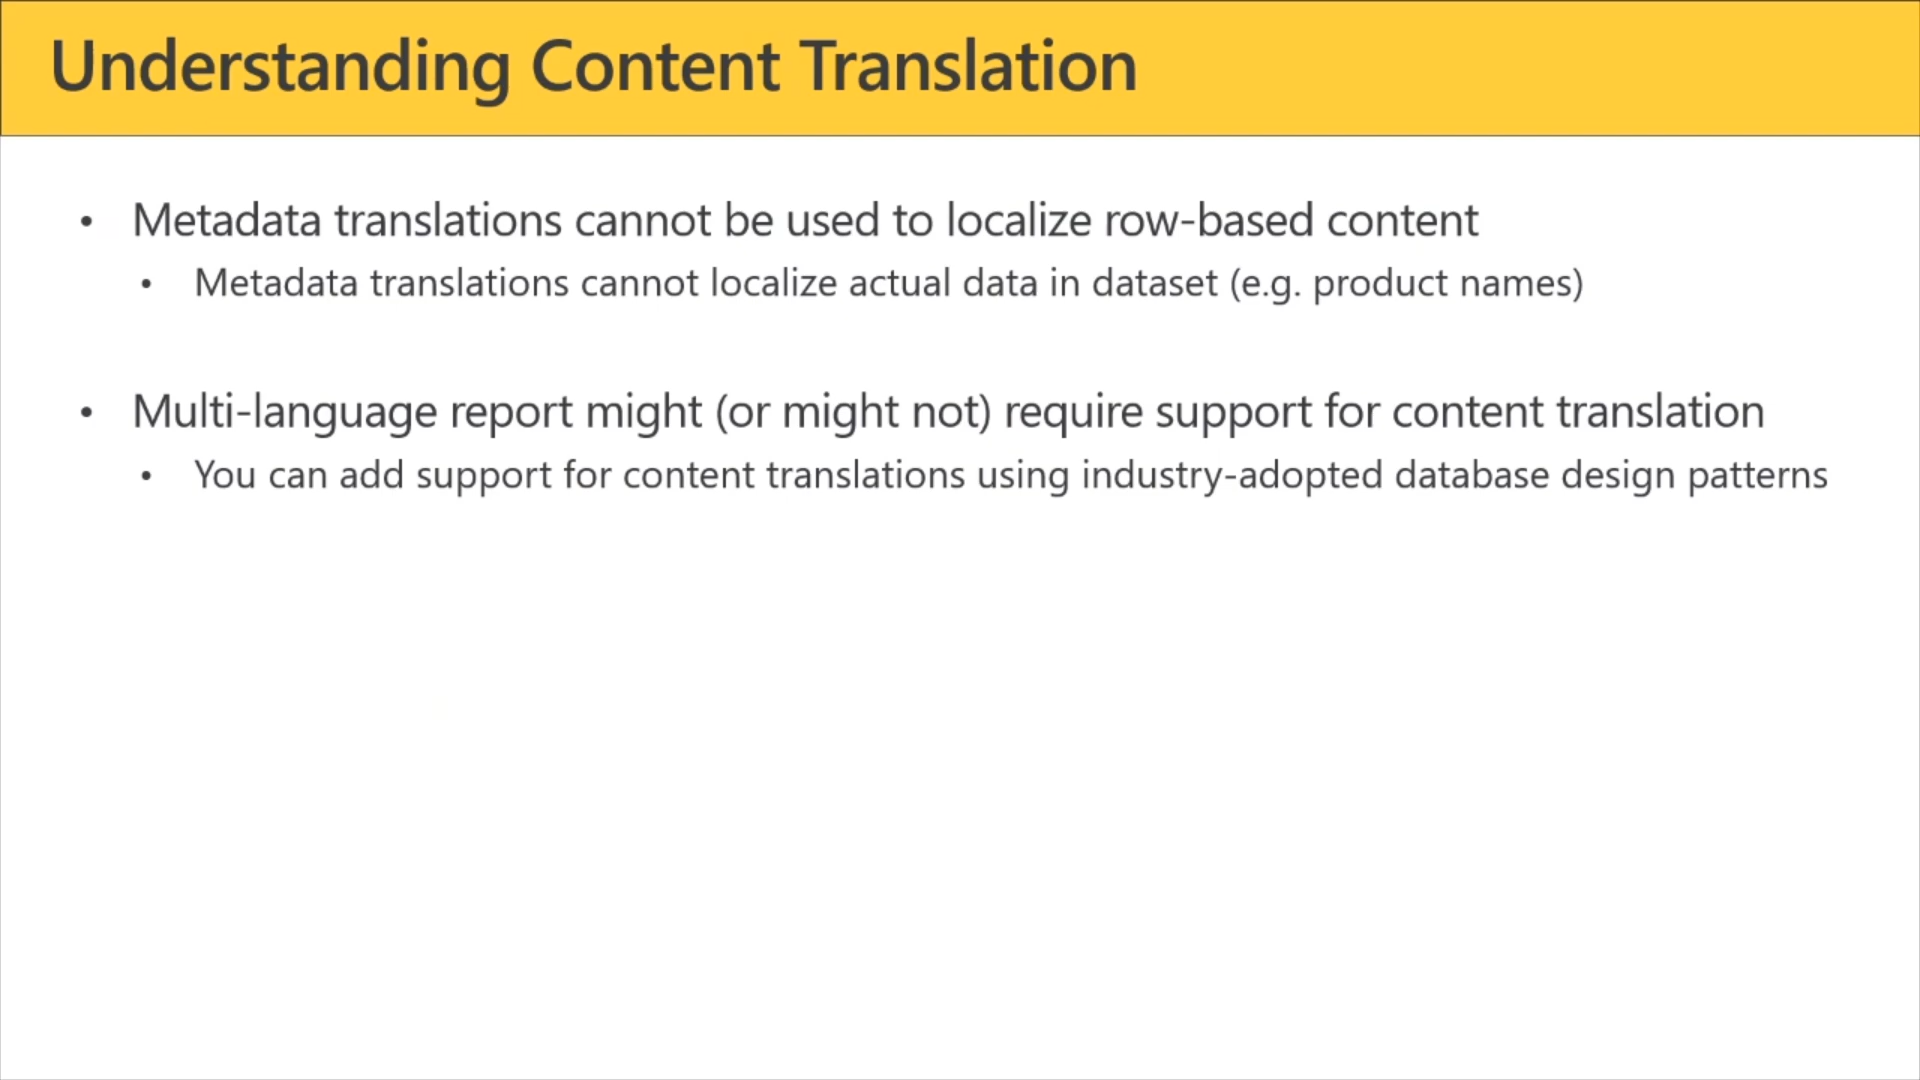 Understanding Content Translation
• Metadata translations cannot be used to localize row-based content
• Metadata translations cannot localize actual data in dataset (e.g. product names)
• Multi-language report might (or might not) require support for content translation
• You can add support for content translations using industry-adopted database design patterns